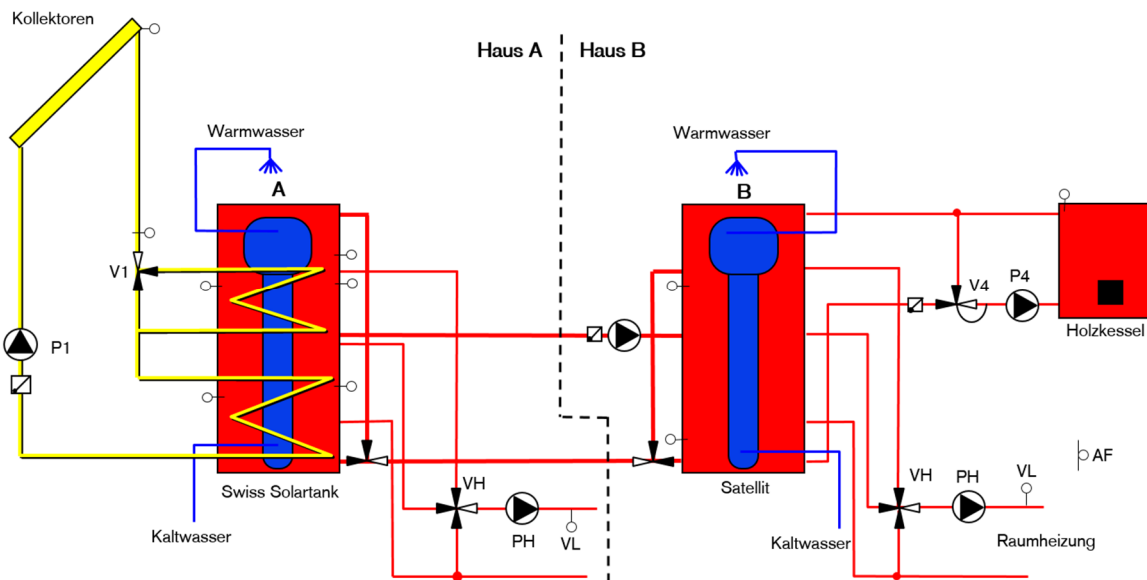 Kollektoren
Haus A
Haus B
Warmwasser
Warmwasser
A
B
V1
V4
P4
P1
Holzkessel
AF
Swiss Solartank
Satellit
VH
VH
PH
VL
Kaltwasser
PH
VL
Kaltwasser
Raumheizung